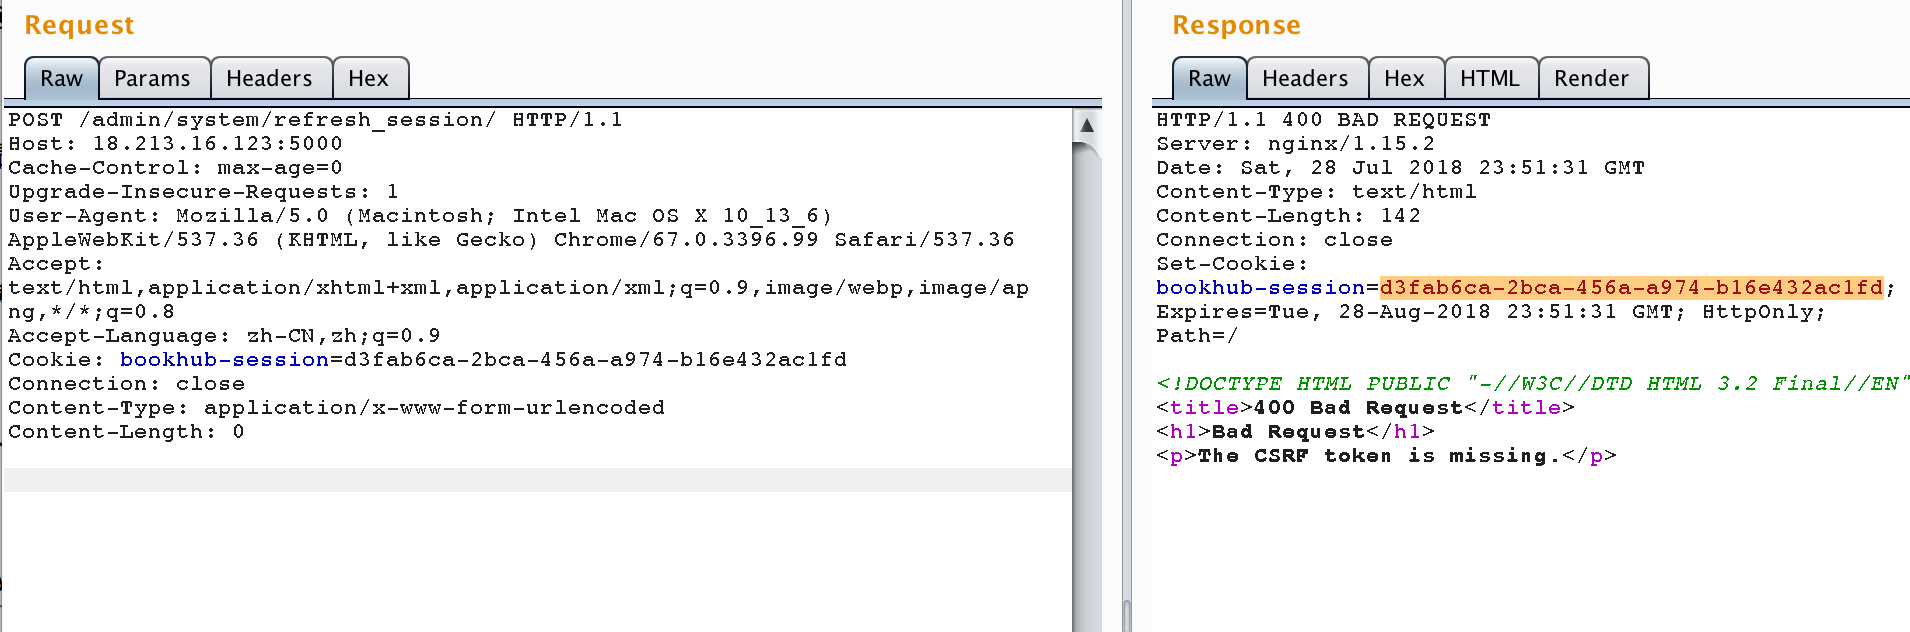 Request
Raw Params Headers Hex
POST /admin/system/refresh_session/ HTTP/1.1
Host: 18.213.16.123:5000
Cache-Control: max-age=0
Upgrade-Insecure-Requests: 1
User-Agent: Mozilla/5.0 (Macintosh; Intel Mac OS X 10_13_6)
AppleWebKit/537.36 (KHTML, like Gecko) Chrome/67.0.3396.99 Safari/537.36
Accept:
text/html,application/xhtml+xml,application/xml;q=0.9,image/webp,image/ap
ng,*/*;q=0.8
Accept-Language: zh-CN,zh;q=0.9
Cookie: bookhub-session=d3fab6ca-2bca-456a-a974-b16e432ac1fd
Connection: close
Content-Type: application/x-www-form-urlencoded
Content-Length: 0
Response
Raw Headers Hex HTML Render
HTTP/1.1 400 BAD REQUEST
Server: nginx/1.15.2
Date: Sat, 28 Jul 2018 23:51:31 GMT
Content-Type: text/html
Content-Length: 142
Connection: close
Set-Cookie:
bookhub-session=d3fab6ca-2bca-456a-a974-b16e432ac1fd;
Expires=Tue, 28-Aug-2018 23:51:31 GMT; HttpOnly;
Path=/
<!DOCTYPE HTML PUBLIC "-//W3C//DTD HTML 3.2 Final//EN"
<title>400 Bad Request</title>
<h1>Bad Request</h1>
<p>The CSRF token is missing.</p>